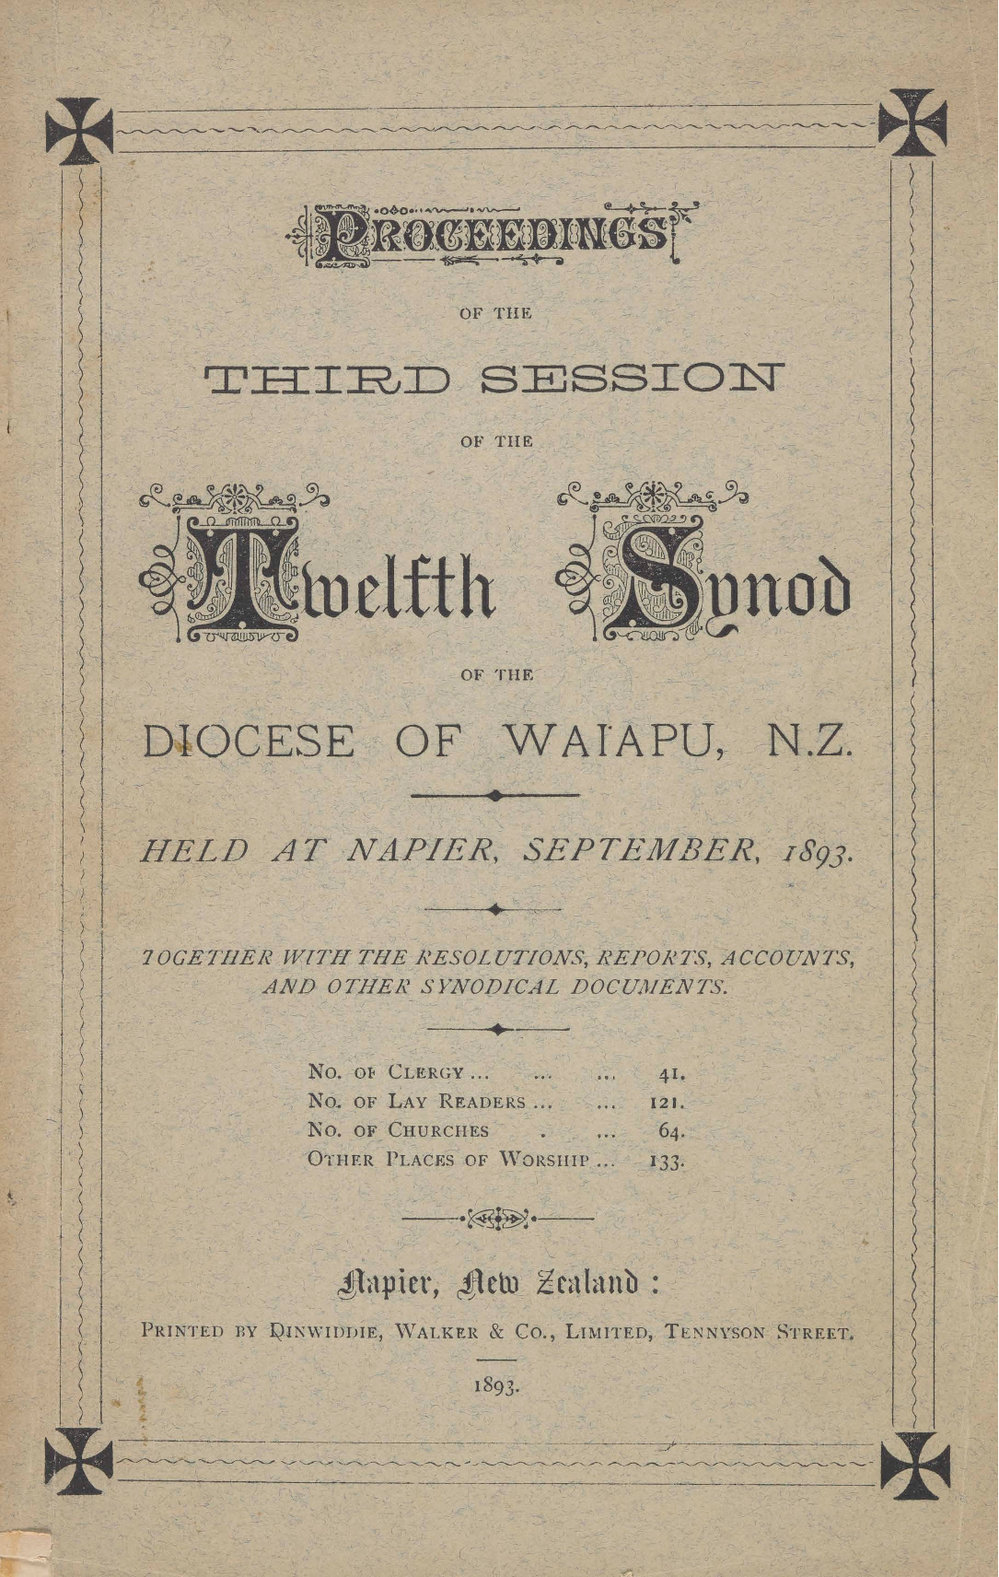 PROCEEDINGS
OF THE
THIRD SESSION
OF THE
Twelfth Synod
OF THE
DIOCESE OF WAIAPU, N.Z.
HELD AT NAPIER, SEPTEMBER, 1893.
TOGETHER WITH THE RESOLUTIONS, REPORTS, ACCOUNTS,
AND OTHER SYNODICAL DOCUMENTS.
No. of Clergy ... ... ... 41.
No. of Lay Readers ... ... 121.
No. of Churches . ... 64.
Other Places of Worship ... 133.
Napier, New Zealand :
Printed by Dinwiddie, Walker & Co., Limited, Tennyson Street.
1893.